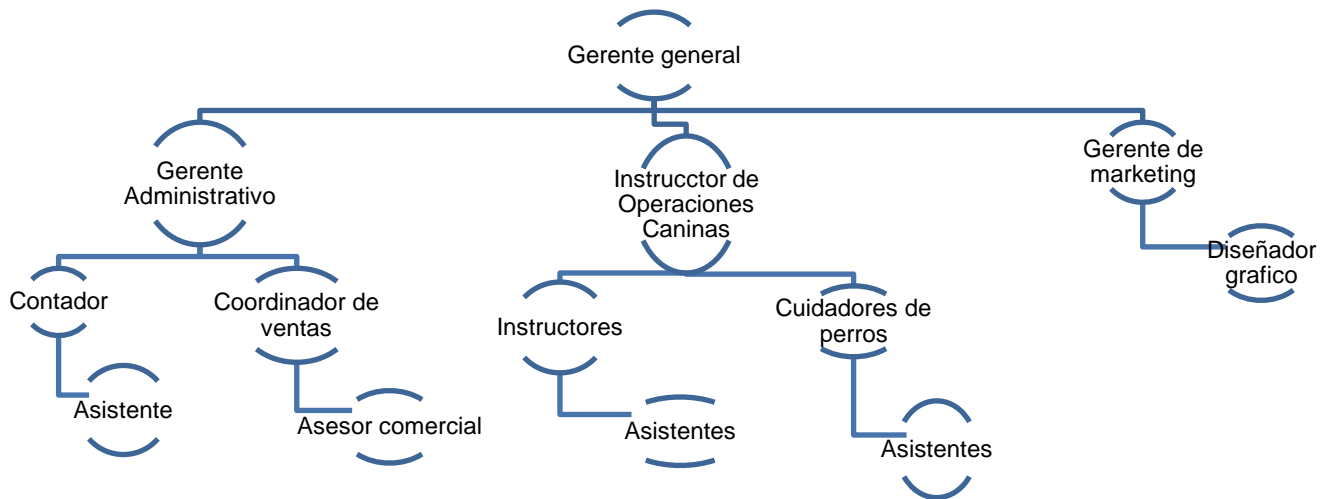 Gerente general
Gerente
Administrativo
Instrucctor de
Operaciones
Caninas
Gerente de
marketing
Diseñador
grafico
Contador
Coordinador de
ventas
Instructores
Cuidadores de
perros
Asistente
Asesor comercial
Asistentes
Asistentes